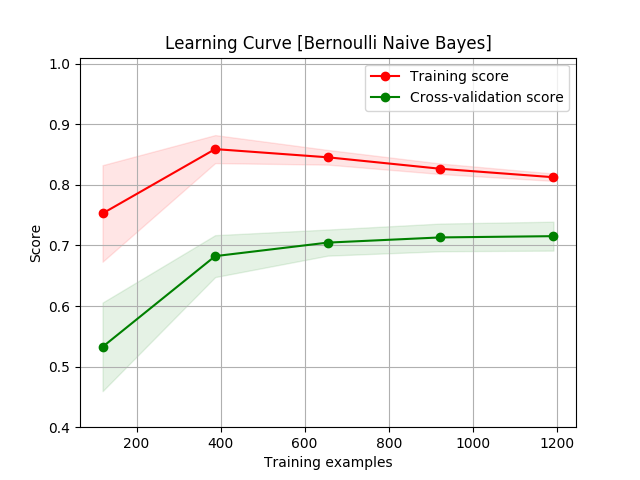 Learning Curve [Bernoulli Naive Bayes]
Training score
Cross-validation score
1.0
0.9
0.8
0.7
0.6
0.5
0.4
Score
200 400 600 800 1000 1200
Training examples